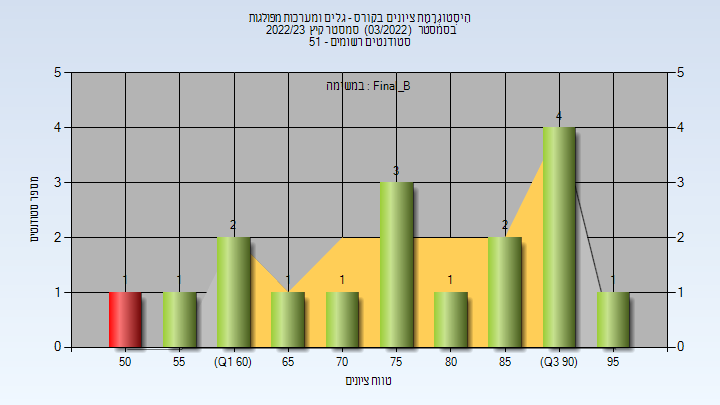 היסטוגרמת ציונים בקורס - גלים ומערכות מפולגות
בסמסטר (03/2022) סמסטר קיץ 2022/23
סטודנטים רשומים - 51
במשימה : Final_B
מספר סטודנטים
5 5
4 4
3 3
2 2
1 1
0 0
1 1 2 1 1 3 1 2 4 1
50 55 (Q1 60) 65 70 75 80 85 (Q3 90) 95
טווח ציונים